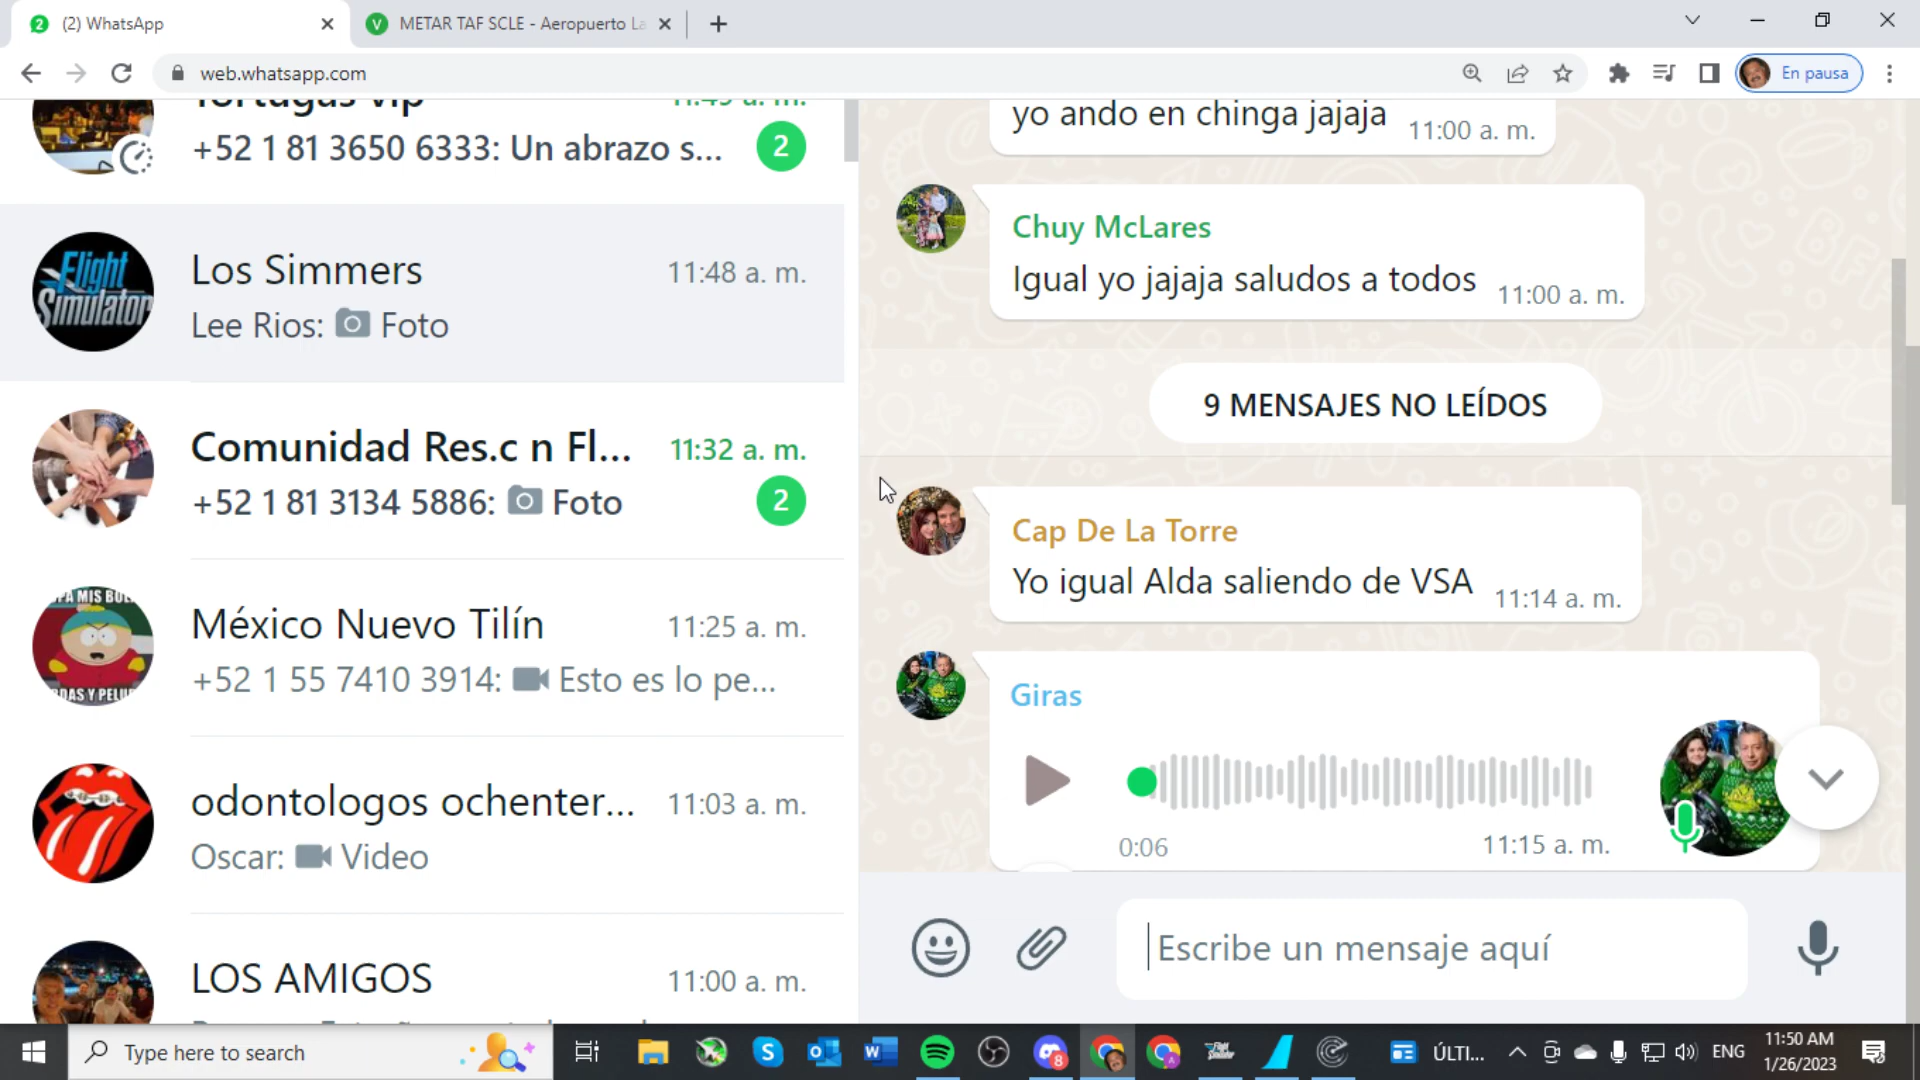 (2) WhatsApp
METAR TAF SCLE - Aeropuerto La
web.whatsapp.com
En pausa
Tortugas vip
11:49 a. m.
+52 1 81 3650 6333: Un abrazo s...
2
Los Simmers
11:48 a. m.
Lee Rios: Foto
Flight Simulator
Comunidad Res.c n Fl...
11:32 a. m.
+52 1 81 3134 5886: Foto
2
México Nuevo Tilín
11:25 a. m.
+52 1 55 7410 3914: Esto es lo pe...
odontologos ochenter...
11:03 a. m.
Oscar: Video
LOS AMIGOS
11:00 a. m.
yo ando en chinga jajaja
11:00 a. m.
Chuy McLares
Igual yo jajaja saludos a todos
11:00 a. m.
9 MENSAJES NO LEÍDOS
Cap De La Torre
Yo igual Alda saliendo de VSA
11:14 a. m.
Giras
0:06
11:15 a. m.
Escribe un mensaje aquí
Type here to search
8
ÚLTI...
ENG
11:50 AM
1/26/2023